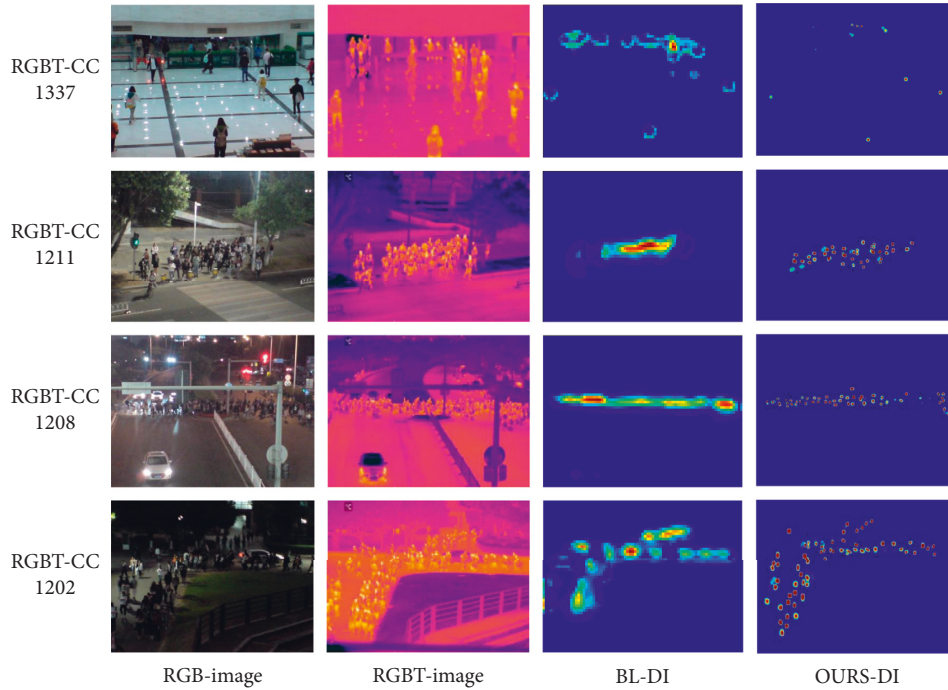 RGBT-CC
1337
RGBT-CC
1211
RGBT-CC
1208
RGBT-CC
1202
RGB-image
RGBT-image
BL-DI
OURS-DI